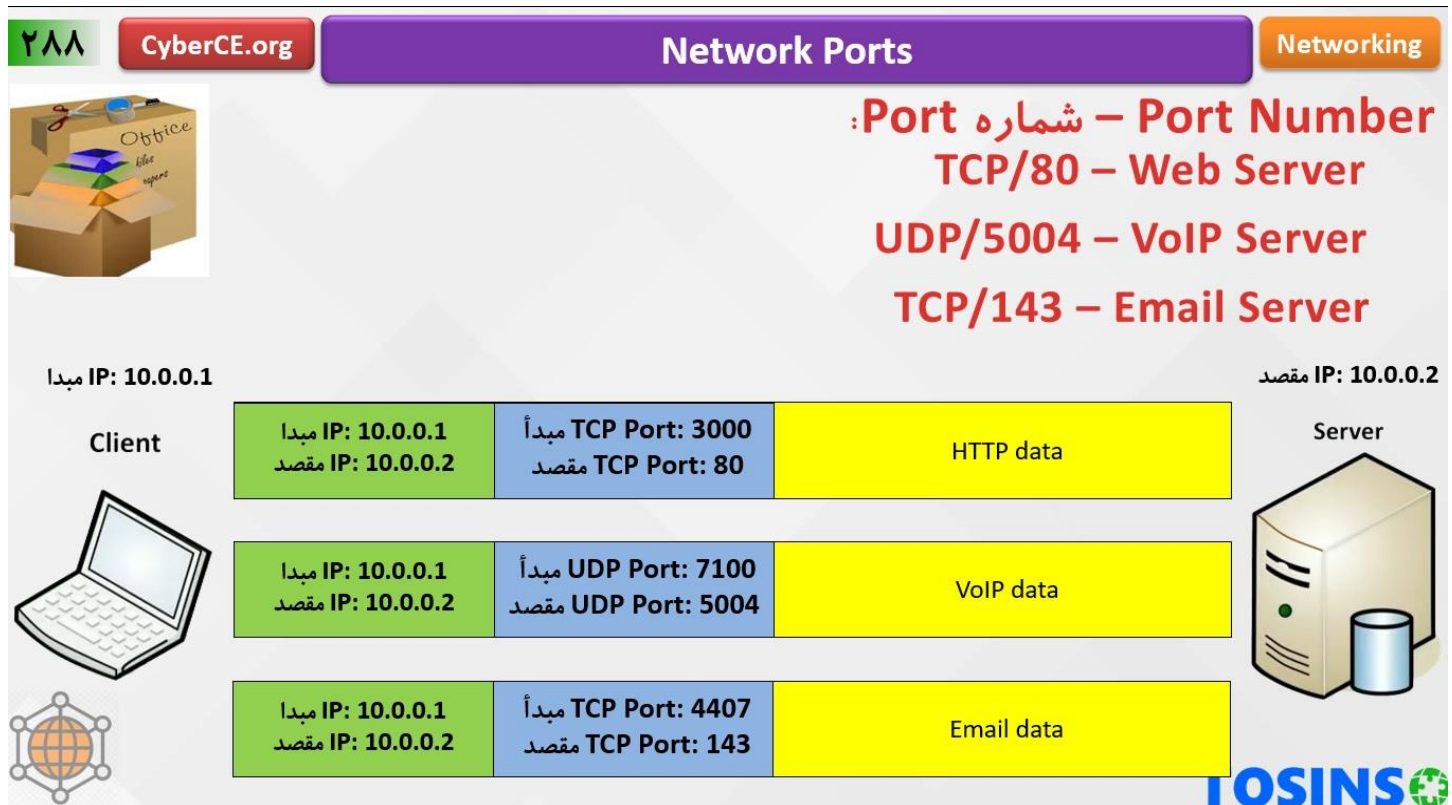 ۲۸۸
CyberCE.org
Network Ports
Networking
Office
Port Number – شماره Port:
TCP/80 – Web Server
UDP/5004 – VoIP Server
TCP/143 – Email Server
IP: 10.0.0.1 مبدا
IP: 10.0.0.2 مقصد
Client
Server
IP: 10.0.0.1 مبدا
IP: 10.0.0.2 مقصد
TCP Port: 3000 مبدأ
TCP Port: 80 مقصد
HTTP data
IP: 10.0.0.1 مبدا
IP: 10.0.0.2 مقصد
UDP Port: 7100 مبدأ
UDP Port: 5004 مقصد
VoIP data
IP: 10.0.0.1 مبدا
IP: 10.0.0.2 مقصد
TCP Port: 4407 مبدأ
TCP Port: 143 مقصد
Email data
TOSINS